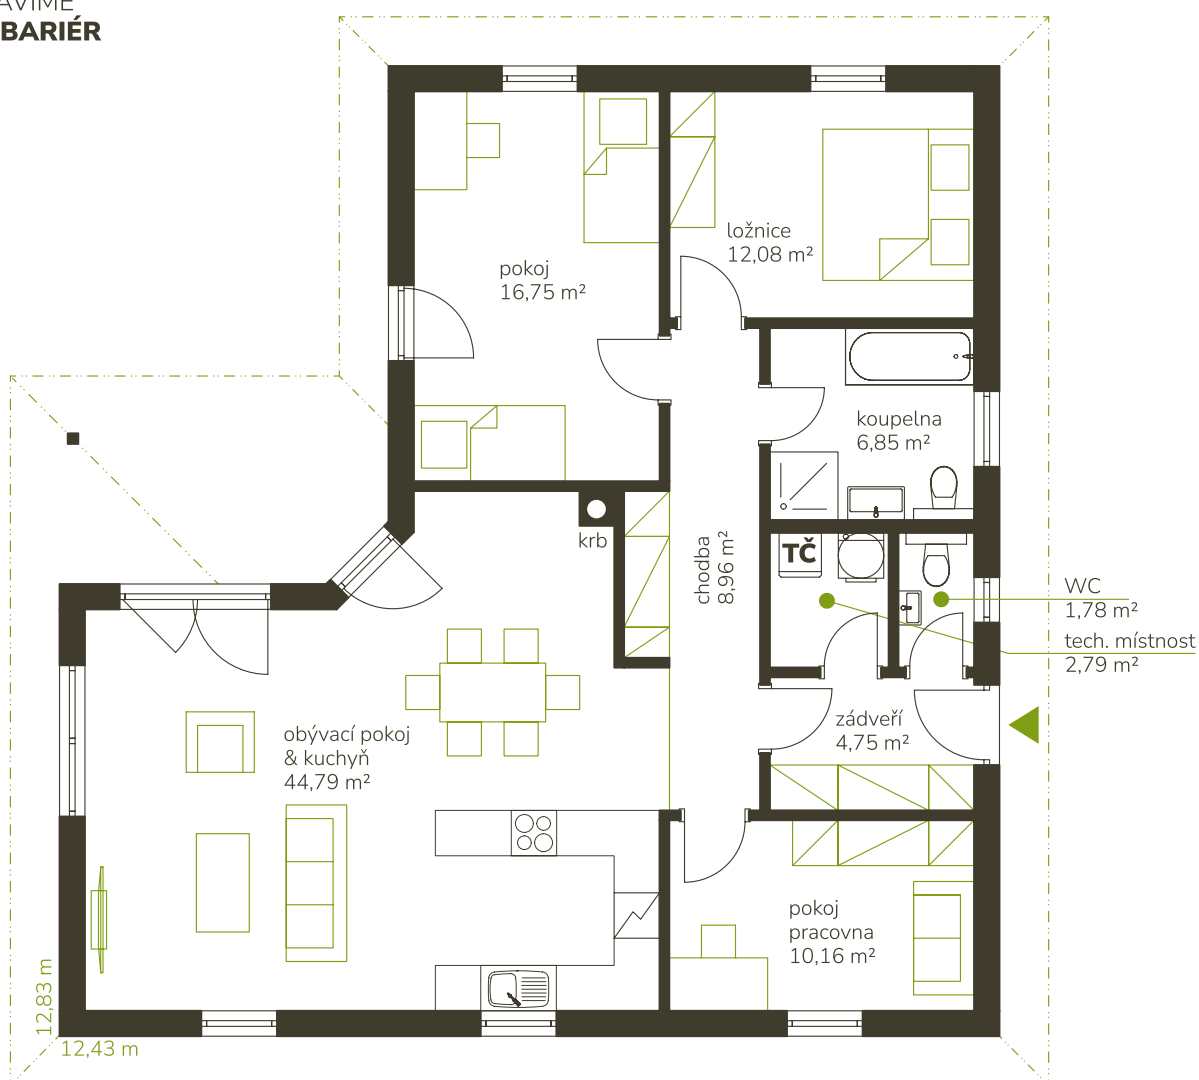 BARIÉR
ložnice
12,08 m²
pokoj
16,75 m²
koupelna
6,85 m²
krb
chodba
8,96 m²
TČ
WC
1,78 m²
tech. místnost
2,79 m²
zádveří
4,75 m²
obývací pokoj
& kuchyň
44,79 m²
pokoj
pracovna
10,16 m²
12,83 m
12,43 m